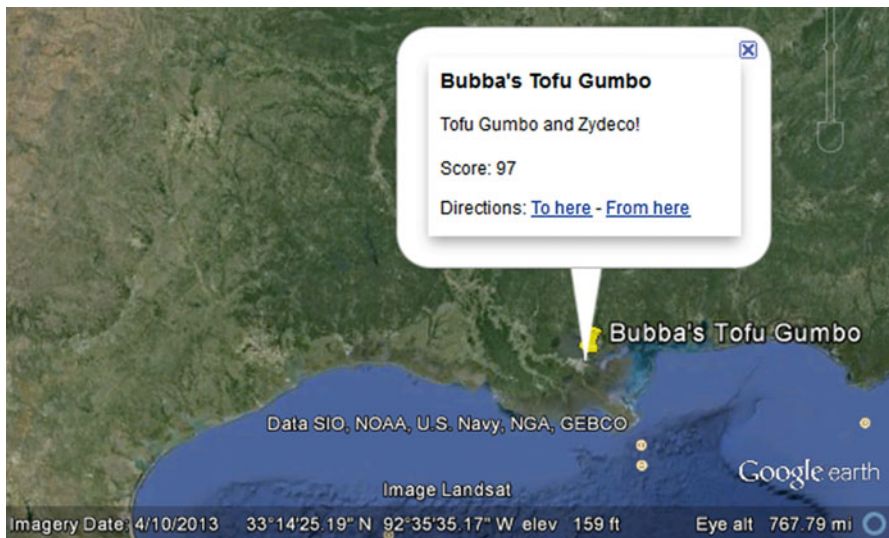 Bubba's Tofu Gumbo
Tofu Gumbo and Zydeco!
Score: 97
Directions: To here - From here
Bubba's Tofu Gumbo
Data SIO, NOAA, U.S. Navy, NGA, GEBCO
Google earth
Image Landsat
Imagery Date: 4/10/2013 33°14'25.19" N 92°35'35.17" W elev 159 ft Eye alt 767.79 mi